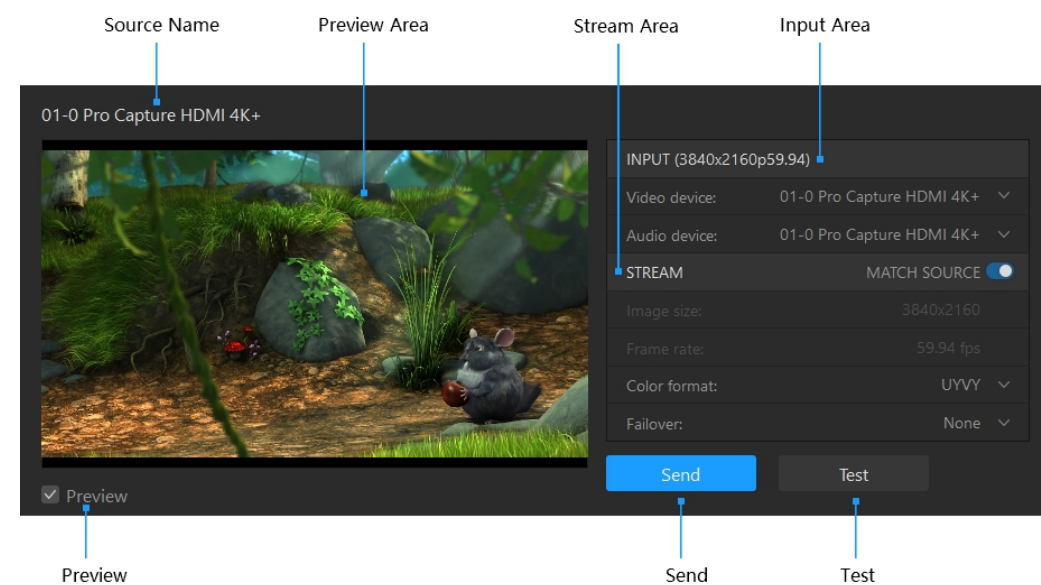 Source Name Preview Area Stream Area Input Area
01-0 Pro Capture HDMI 4K+
INPUT (3840x2160p59.94)
Video device: 01-0 Pro Capture HDMI 4K+
Audio device: 01-0 Pro Capture HDMI 4K+
STREAM MATCH SOURCE
Image size: 3840x2160
Frame rate: 59.94 fps
Color format: UYVY
Failover: None
Send Test
Preview
Preview Send Test